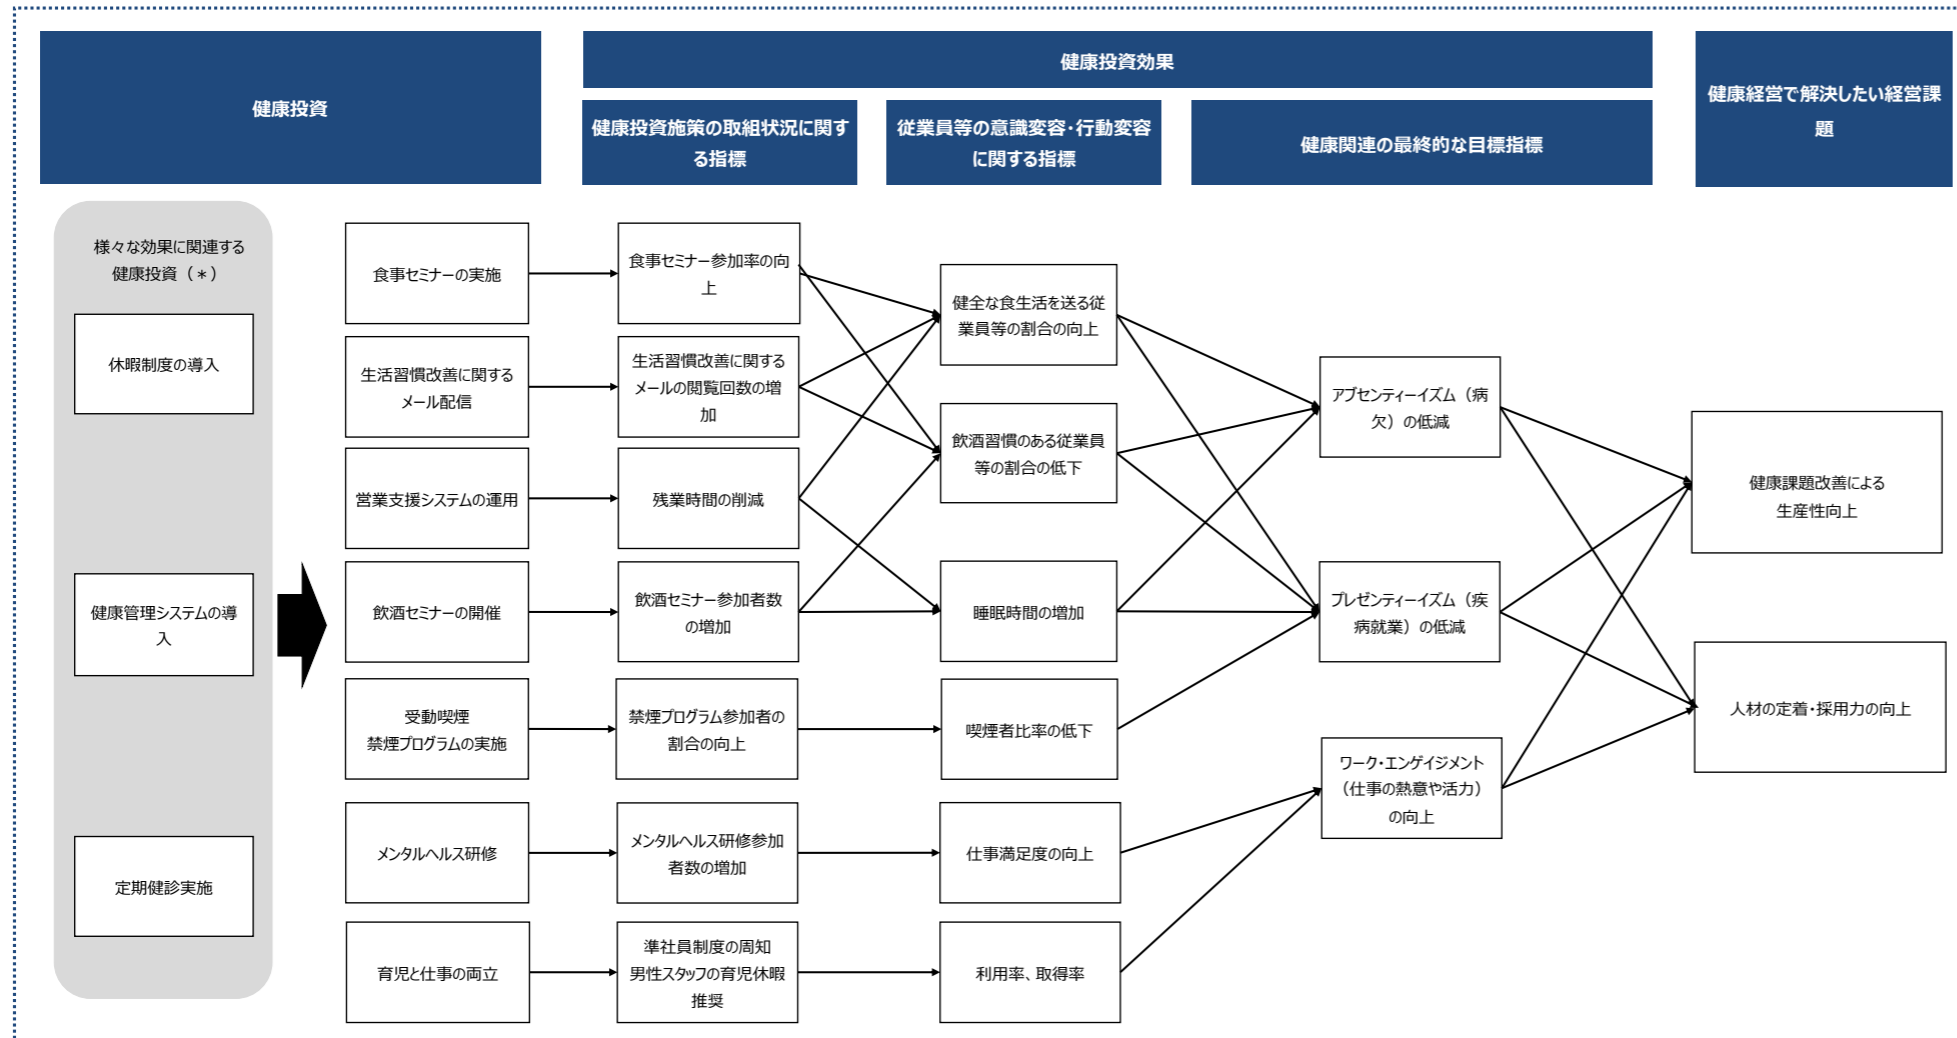 健康投資
健康投資効果
健康経営で解決したい経営課
題
健康投資施策の取組状況に関す
る指標
従業員等の意識変容・行動変容
に関する指標
健康関連の最終的な目標指標
様々な効果に関連する
健康投資（＊）
休暇制度の導入
健康管理システムの導
入
定期健診実施
食事セミナーの実施
生活習慣改善に関する
メール配信
営業支援システムの運用
飲酒セミナーの開催
受動喫煙
禁煙プログラムの実施
メンタルヘルス研修
育児と仕事の両立
食事セミナー参加率の向
上
生活習慣改善に関する
メールの閲覧回数の増
加
残業時間の削減
飲酒セミナー参加者数
の増加
禁煙プログラム参加者の
割合の向上
メンタルヘルス研修参加
者数の増加
準社員制度の周知
男性スタッフの育児休暇
推奨
健全な食生活を送る従
業員等の割合の向上
飲酒習慣のある従業員
等の割合の低下
睡眠時間の増加
喫煙者比率の低下
仕事満足度の向上
利用率、取得率
アブセンティーイズム（病
欠）の低減
プレゼンティーイズム（疾
病就業）の低減
ワーク・エンゲイジメント
（仕事の熱意や活力）
の向上
健康課題改善による
生産性向上
人材の定着・採用力の向上